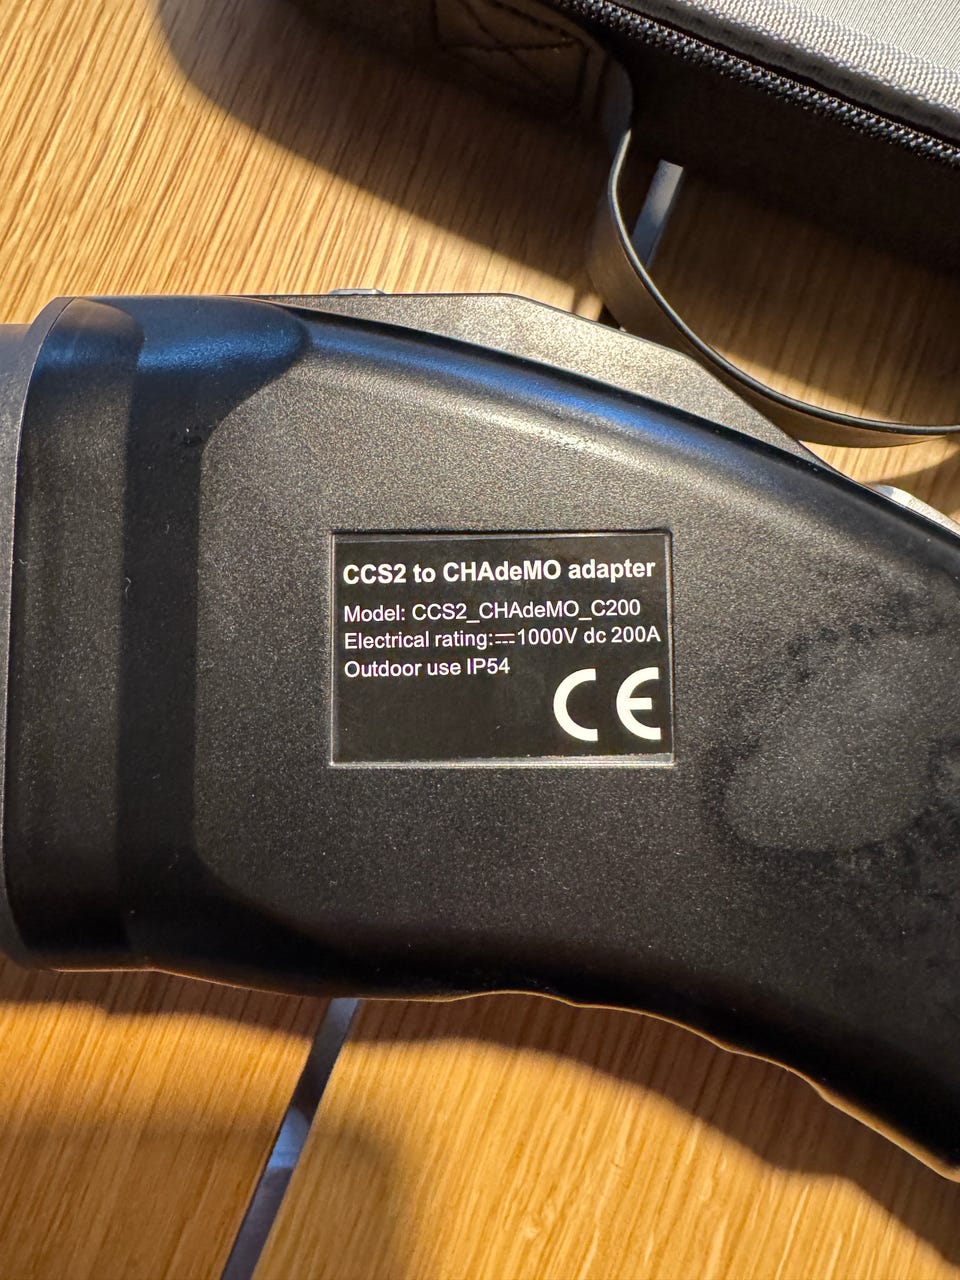 CCS2 to CHAdeMO adapter
Model: CCS2_CHAdeMO_C200
Electrical rating:⎓1000V dc 200A
Outdoor use IP54
CE